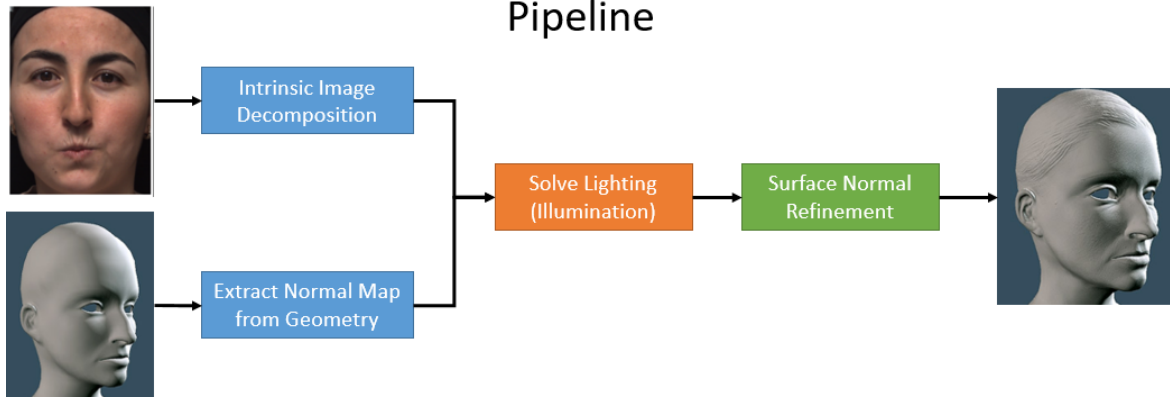 Pipeline
Intrinsic Image
Decomposition
Solve Lighting
(Illumination)
Surface Normal
Refinement
Extract Normal Map
from Geometry